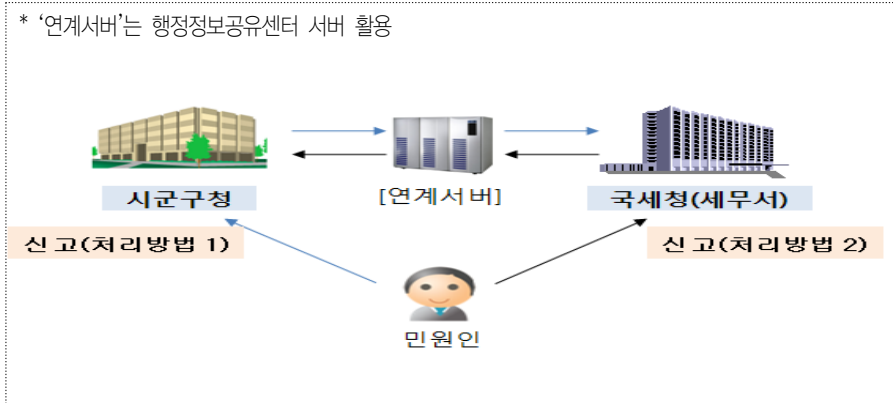 * ‘연계서버’는 행정정보공유센터 서버 활용
시군구청
[연계서버]
국세청(세무서)
신고(처리방법 1)
신고(처리방법 2)
민원인